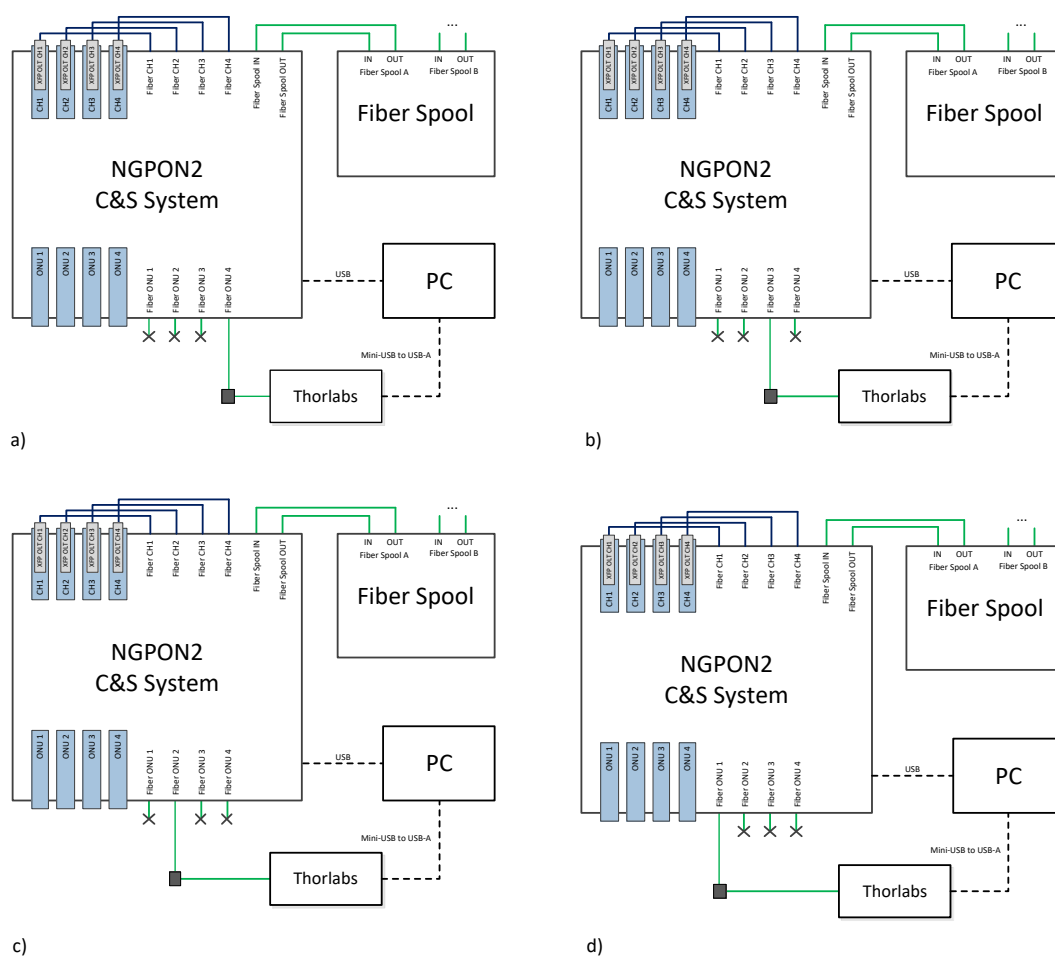 XFP OLT CH1
XFP OLT CH2
XFP OLT CH3
XFP OLT CH4
CH1
CH2
CH3
CH4
Fiber CH1
Fiber CH2
Fiber CH3
Fiber CH4
Fiber Spool IN
Fiber Spool OUT
...
IN
OUT
IN
OUT
Fiber Spool A
Fiber Spool B
Fiber Spool
NGPON2
C&S System
ONU 1
ONU 2
ONU 3
ONU 4
Fiber ONU 1
Fiber ONU 2
Fiber ONU 3
Fiber ONU 4
USB
PC
Mini-USB to USB-A
Thorlabs
a)
XFP OLT CH1
XFP OLT CH2
XFP OLT CH3
XFP OLT CH4
CH1
CH2
CH3
CH4
Fiber CH1
Fiber CH2
Fiber CH3
Fiber CH4
Fiber Spool IN
Fiber Spool OUT
...
IN
OUT
IN
OUT
Fiber Spool A
Fiber Spool B
Fiber Spool
NGPON2
C&S System
ONU 1
ONU 2
ONU 3
ONU 4
Fiber ONU 1
Fiber ONU 2
Fiber ONU 3
Fiber ONU 4
USB
PC
Mini-USB to USB-A
Thorlabs
b)
XFP OLT CH1
XFP OLT CH2
XFP OLT CH3
XFP OLT CH4
CH1
CH2
CH3
CH4
Fiber CH1
Fiber CH2
Fiber CH3
Fiber CH4
Fiber Spool IN
Fiber Spool OUT
...
IN
OUT
IN
OUT
Fiber Spool A
Fiber Spool B
Fiber Spool
NGPON2
C&S System
ONU 1
ONU 2
ONU 3
ONU 4
Fiber ONU 1
Fiber ONU 2
Fiber ONU 3
Fiber ONU 4
USB
PC
Mini-USB to USB-A
Thorlabs
c)
XFP OLT CH1
XFP OLT CH2
XFP OLT CH3
XFP OLT CH4
CH1
CH2
CH3
CH4
Fiber CH1
Fiber CH2
Fiber CH3
Fiber CH4
Fiber Spool IN
Fiber Spool OUT
...
IN
OUT
IN
OUT
Fiber Spool A
Fiber Spool B
Fiber Spool
NGPON2
C&S System
ONU 1
ONU 2
ONU 3
ONU 4
Fiber ONU 1
Fiber ONU 2
Fiber ONU 3
Fiber ONU 4
USB
PC
Mini-USB to USB-A
Thorlabs
d)